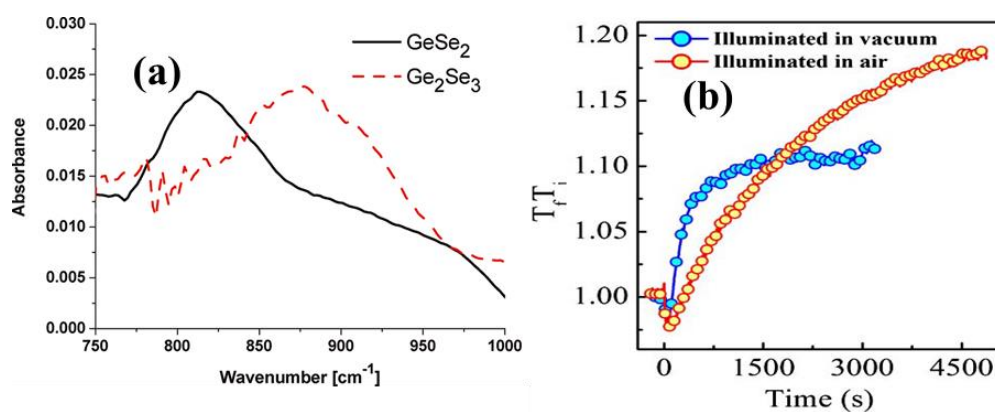 (a)
GeSe2
Ge2Se3
0.030
0.025
0.020
0.015
0.010
0.005
0.000
Absorbance
750 800 850 900 950 1000
Wavenumber [cm-1]
(b)
Illuminated in vacuum
Illuminated in air
1.20
1.15
1.10
1.05
1.00
TfTi
0 1500 3000 4500
Time (s)